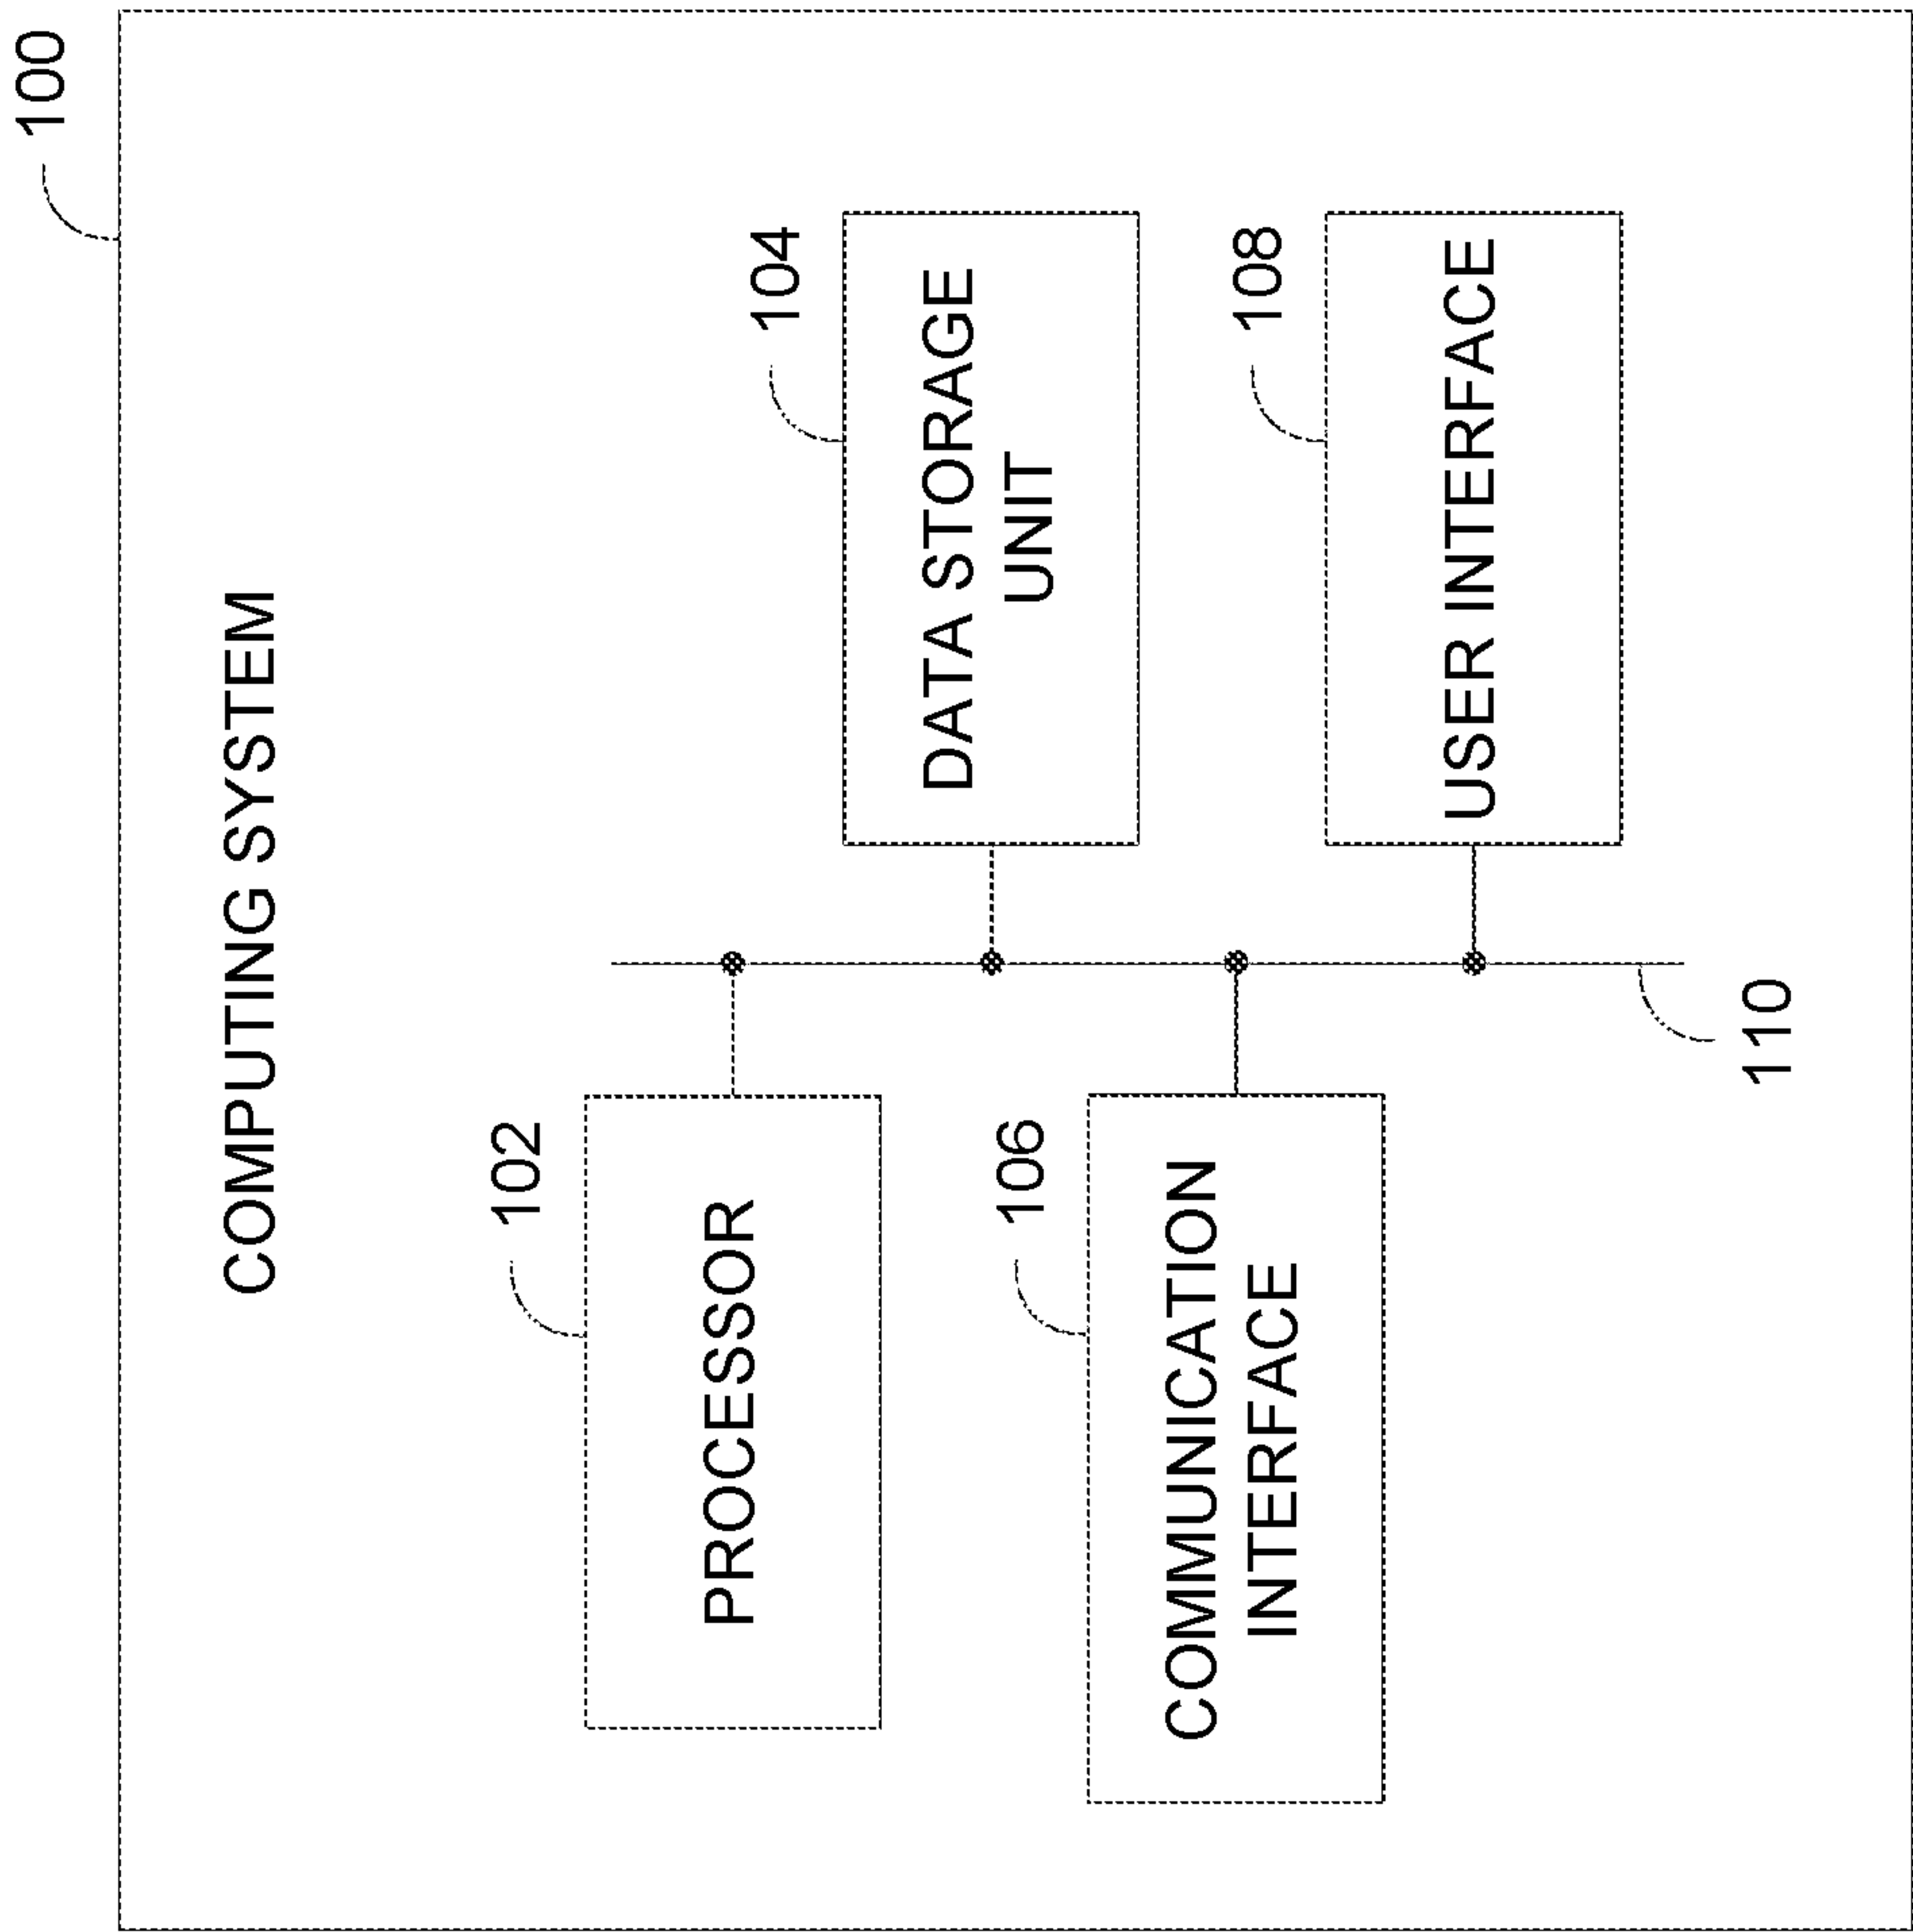 100
COMPUTING SYSTEM
102
PROCESSOR
104
DATA STORAGE
UNIT
106
COMMUNICATION
INTERFACE
108
USER INTERFACE
110